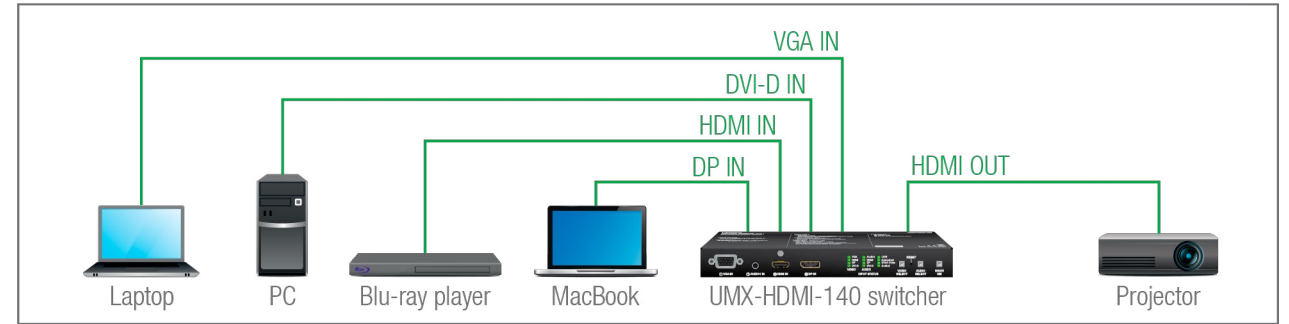 VGA IN
DVI-D IN
HDMI IN
DP IN
HDMI OUT
Laptop
PC
Blu-ray player
MacBook
UMX-HDMI-140 switcher
Projector